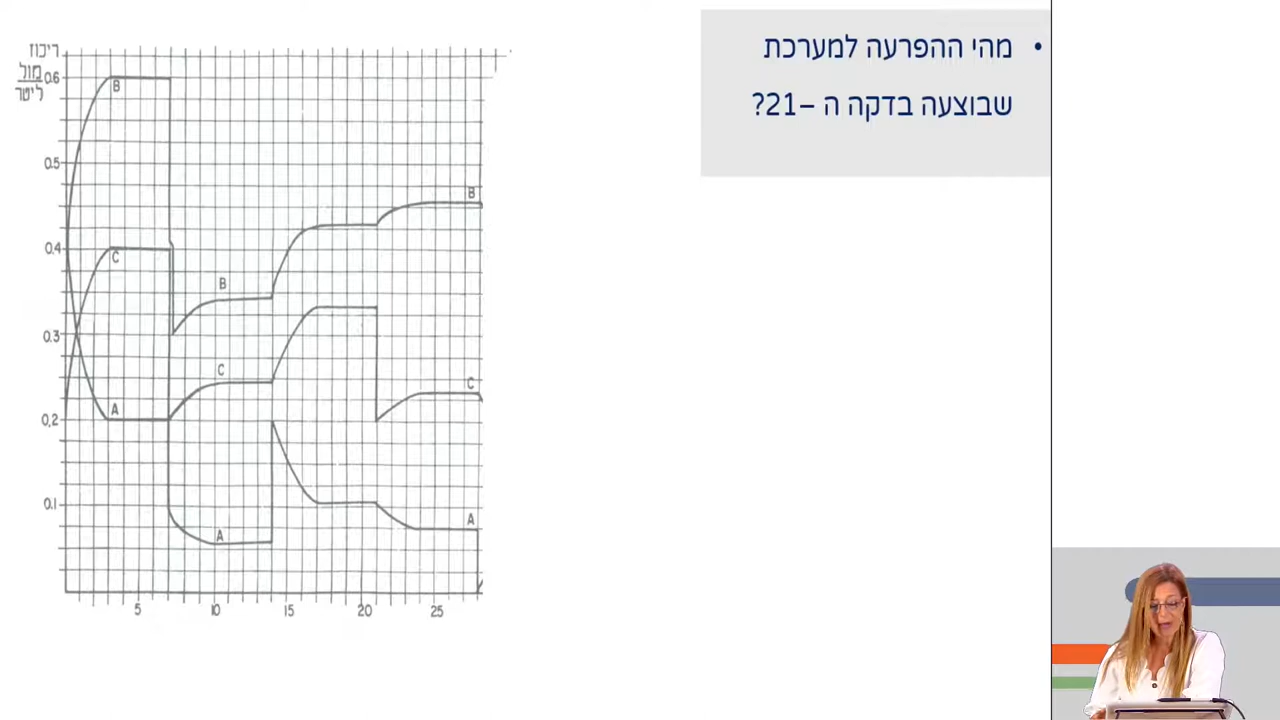 • מהי ההפרעה למערכת
שבוצעה בדקה ה –21?
ריכוז
מול
ליטר
0.6
0.5
0.4
0.3
0.2
0.1
B
C
A
B
C
A
B
C
A
5 10 15 20 25